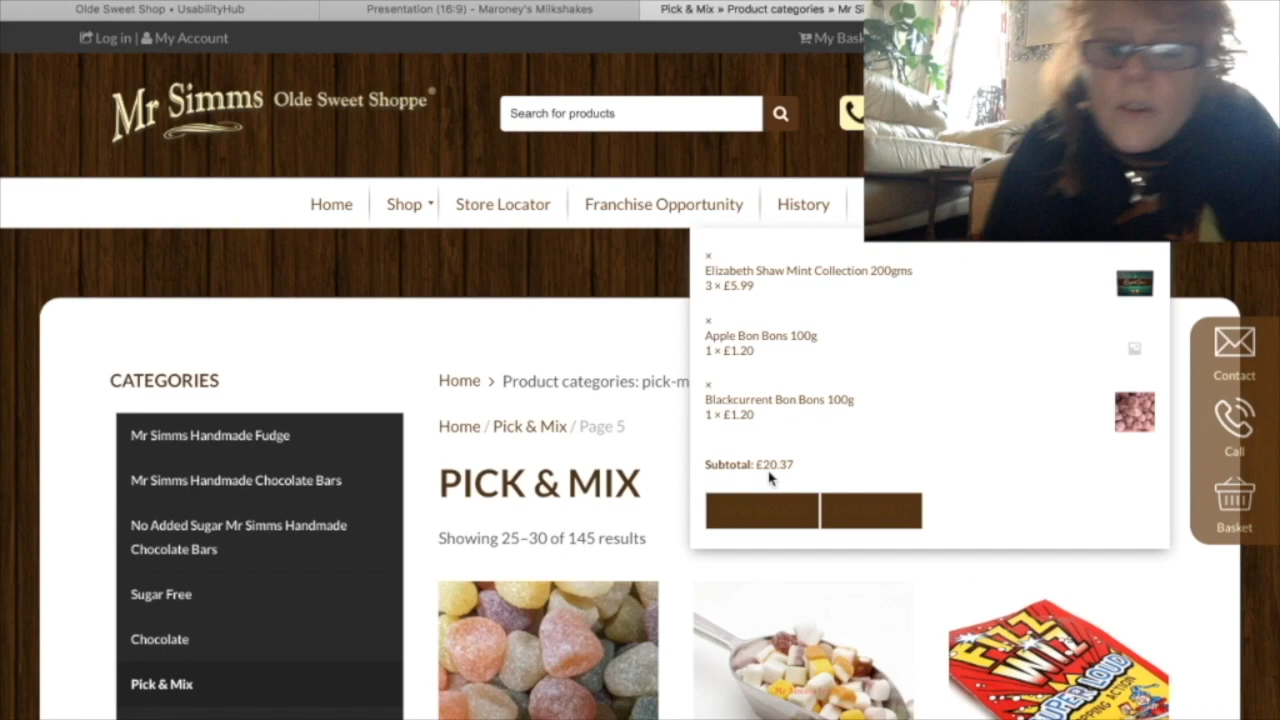 Olde Sweet Shop • UsabilityHub
Presentation (16:9) - Maroney's Milkshakes
Pick & Mix » Product categories » Mr Si
Log in | My Account
My Bask
Mr Simms Olde Sweet Shoppe®
Search for products
Home
Shop
Store Locator
Franchise Opportunity
History
×
Elizabeth Shaw Mint Collection 200gms
3 × £5.99
×
Apple Bon Bons 100g
1 × £1.20
×
Blackcurrent Bon Bons 100g
1 × £1.20
Subtotal: £20.37
Contact
Call
Basket
CATEGORIES
Mr Simms Handmade Fudge
Mr Simms Handmade Chocolate Bars
No Added Sugar Mr Simms Handmade
Chocolate Bars
Sugar Free
Chocolate
Pick & Mix
Home > Product categories: pick-m
Home / Pick & Mix / Page 5
PICK & MIX
Showing 25–30 of 145 results
FIZZ
WIZ
SUPER LOUD
POPPING ACTION